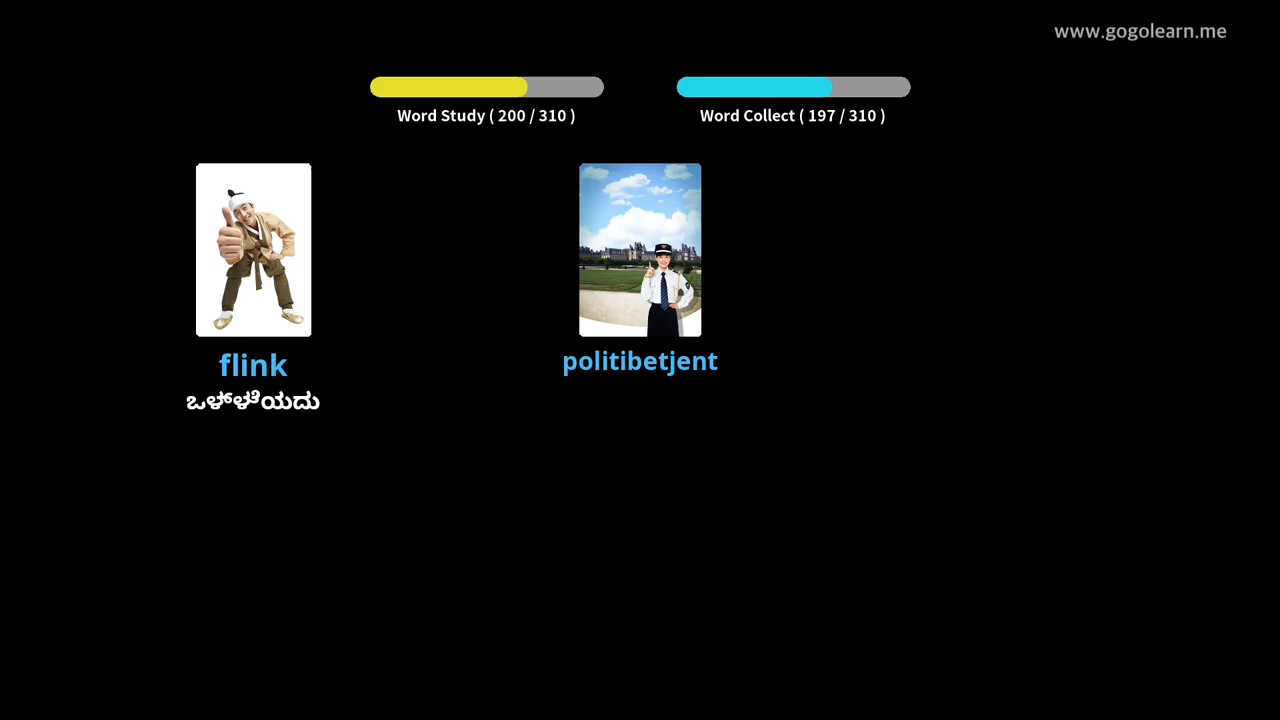 www.gogolearn.me
Word Study ( 200 / 310 )
Word Collect ( 197 / 310 )
flink
politibetjent
ಒಳ್ಳೆಯದು